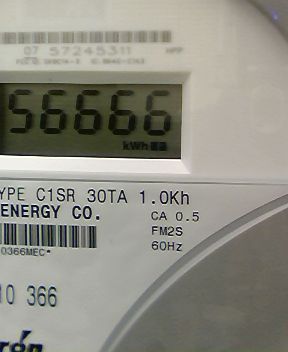 07 57245311
56666
kWh
YPE C1SR 30TA 1.0Kh
ENERGY CO.
CA 0.5
FM2S
60Hz
0366MEC*
10 366